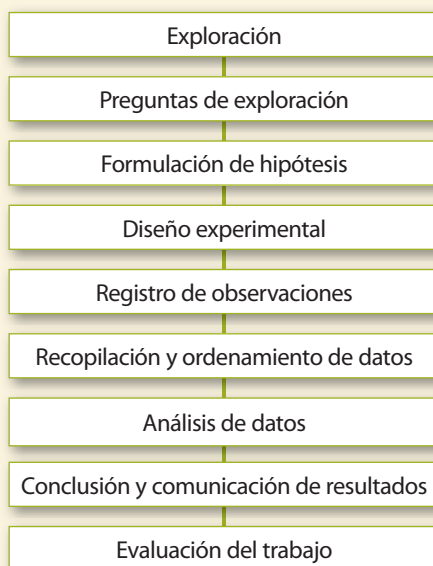 Exploración
Preguntas de exploración
Formulación de hipótesis
Diseño experimental
Registro de observaciones
Recopilación y ordenamiento de datos
Análisis de datos
Conclusión y comunicación de resultados
Evaluación del trabajo